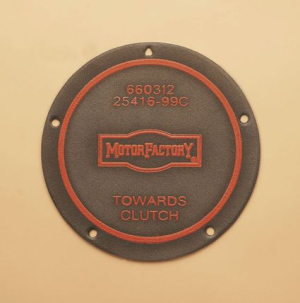 660312
25416-99C
MOTORFACTORY®
TOWARDS
CLUTCH